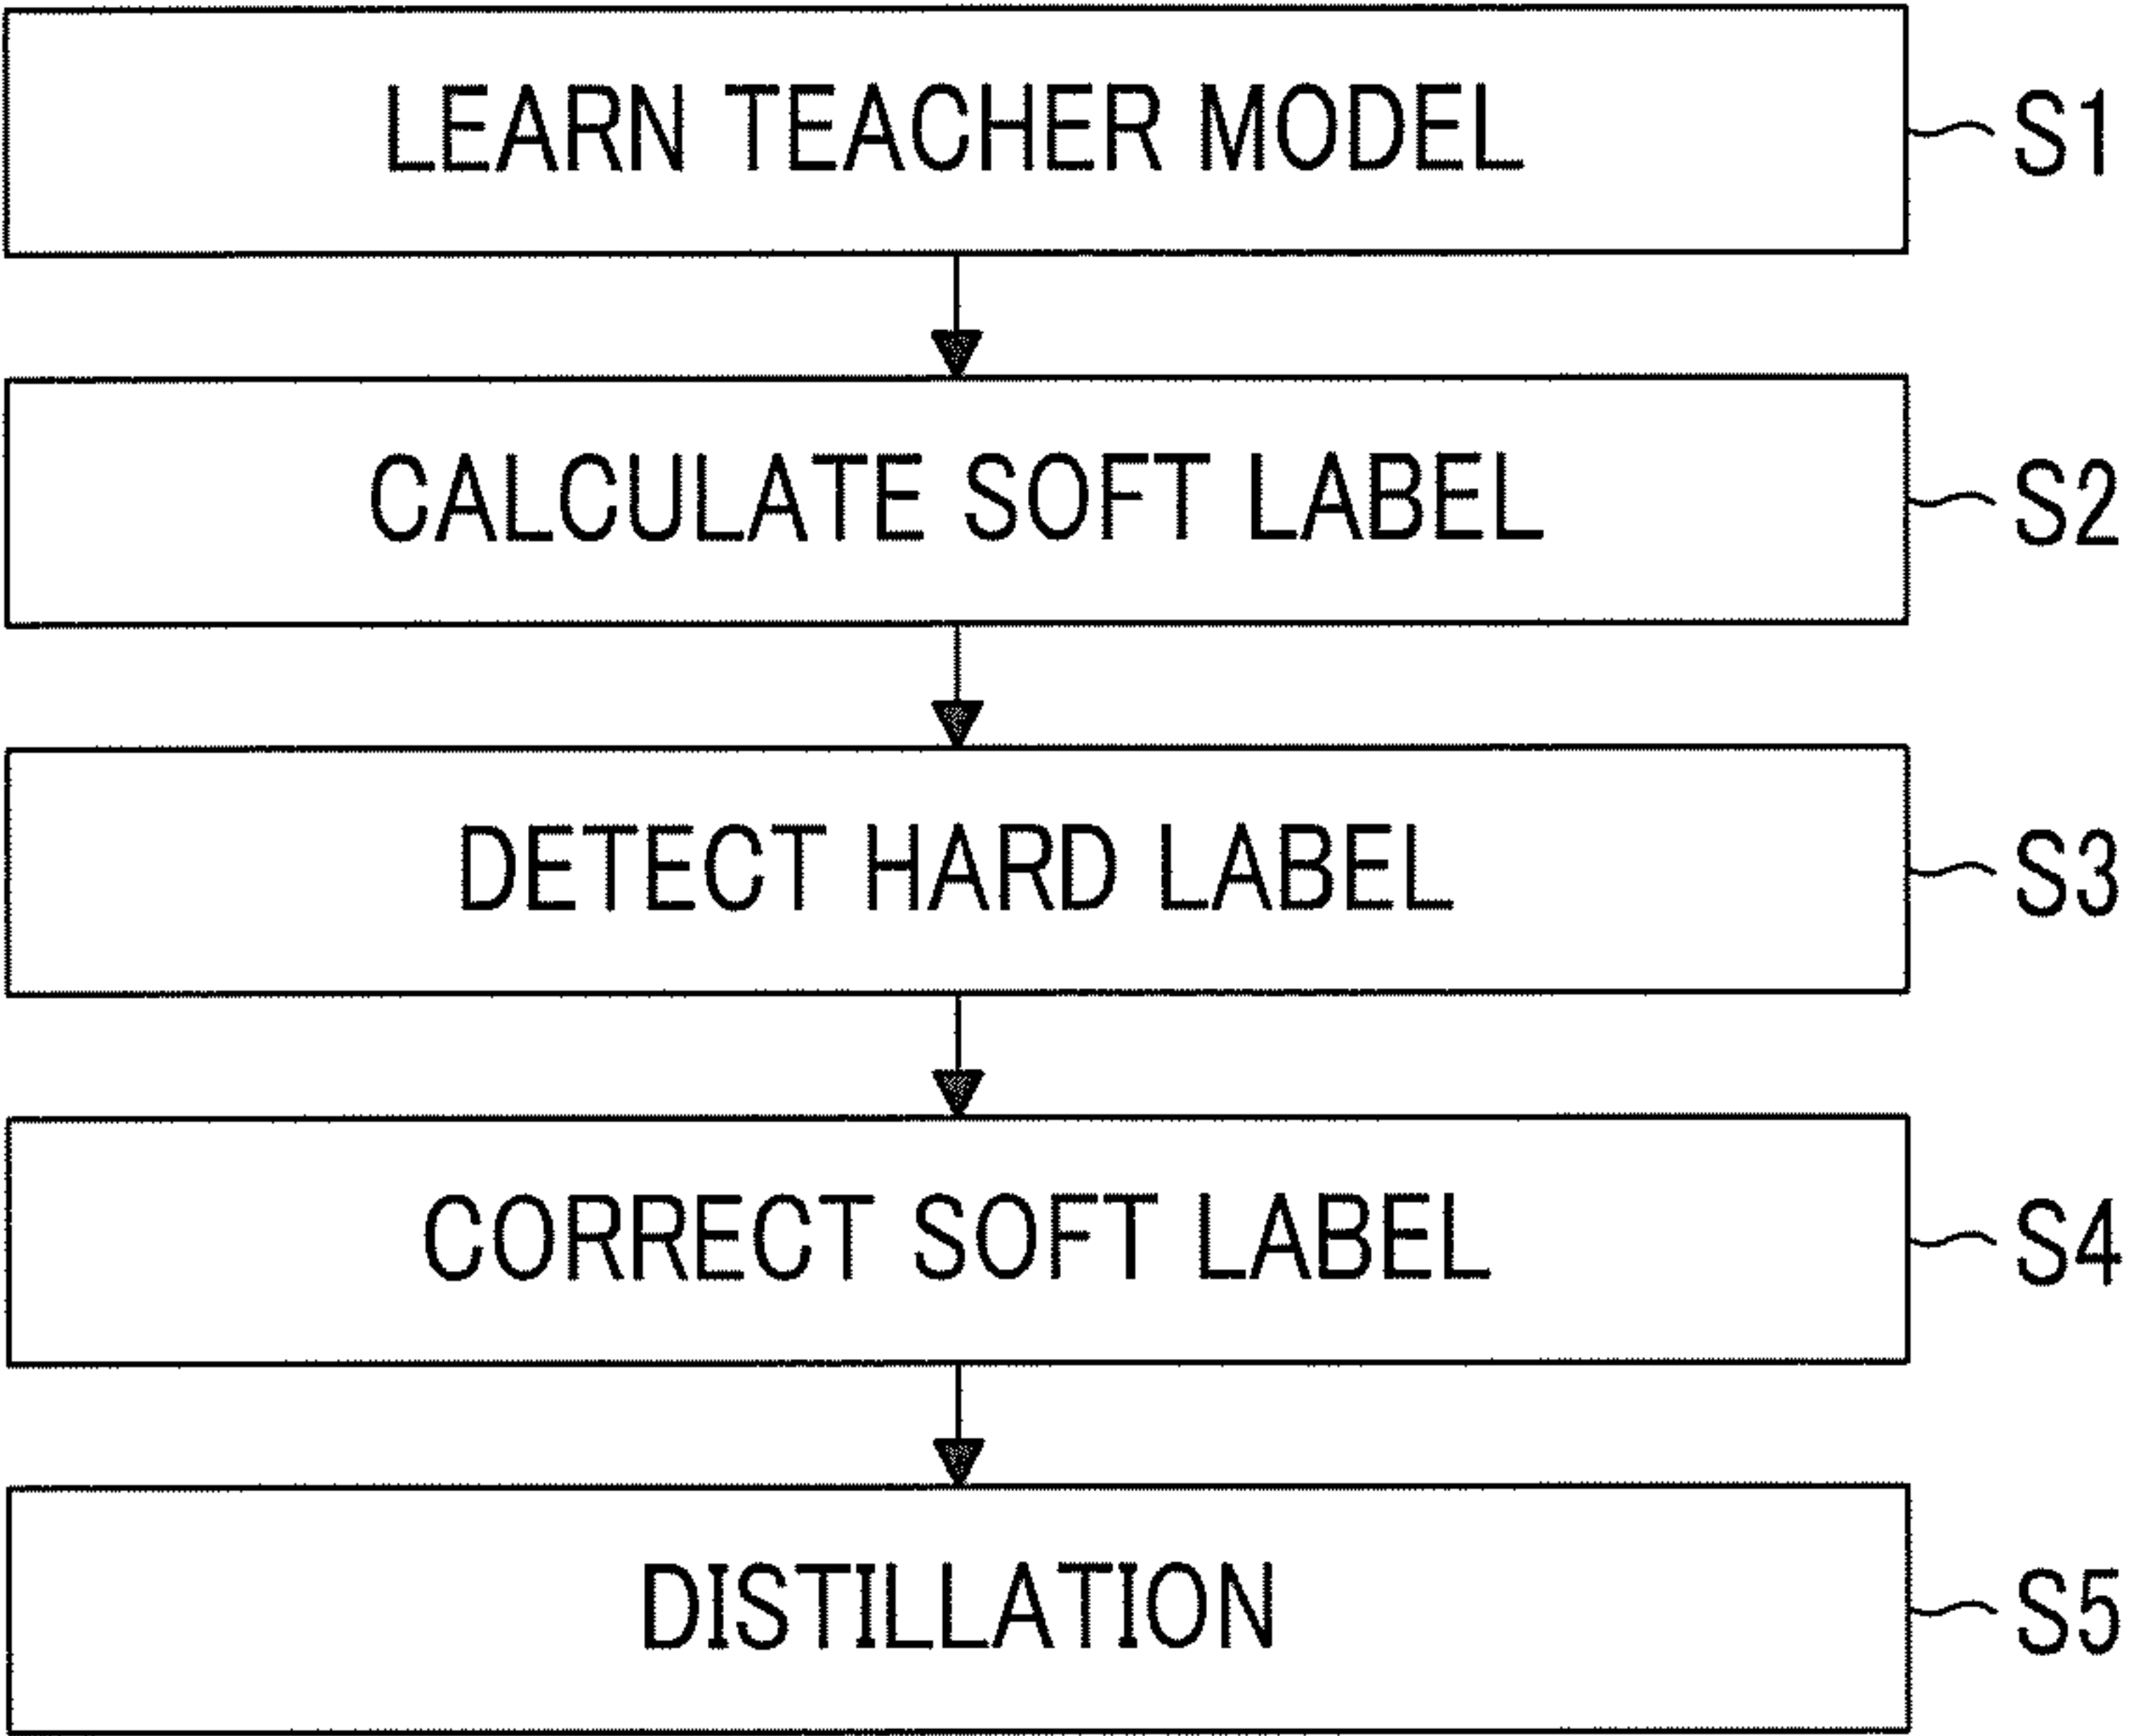 LEARN TEACHER MODEL S1
CALCULATE SOFT LABEL S2
DETECT HARD LABEL S3
CORRECT SOFT LABEL S4
DISTILLATION S5